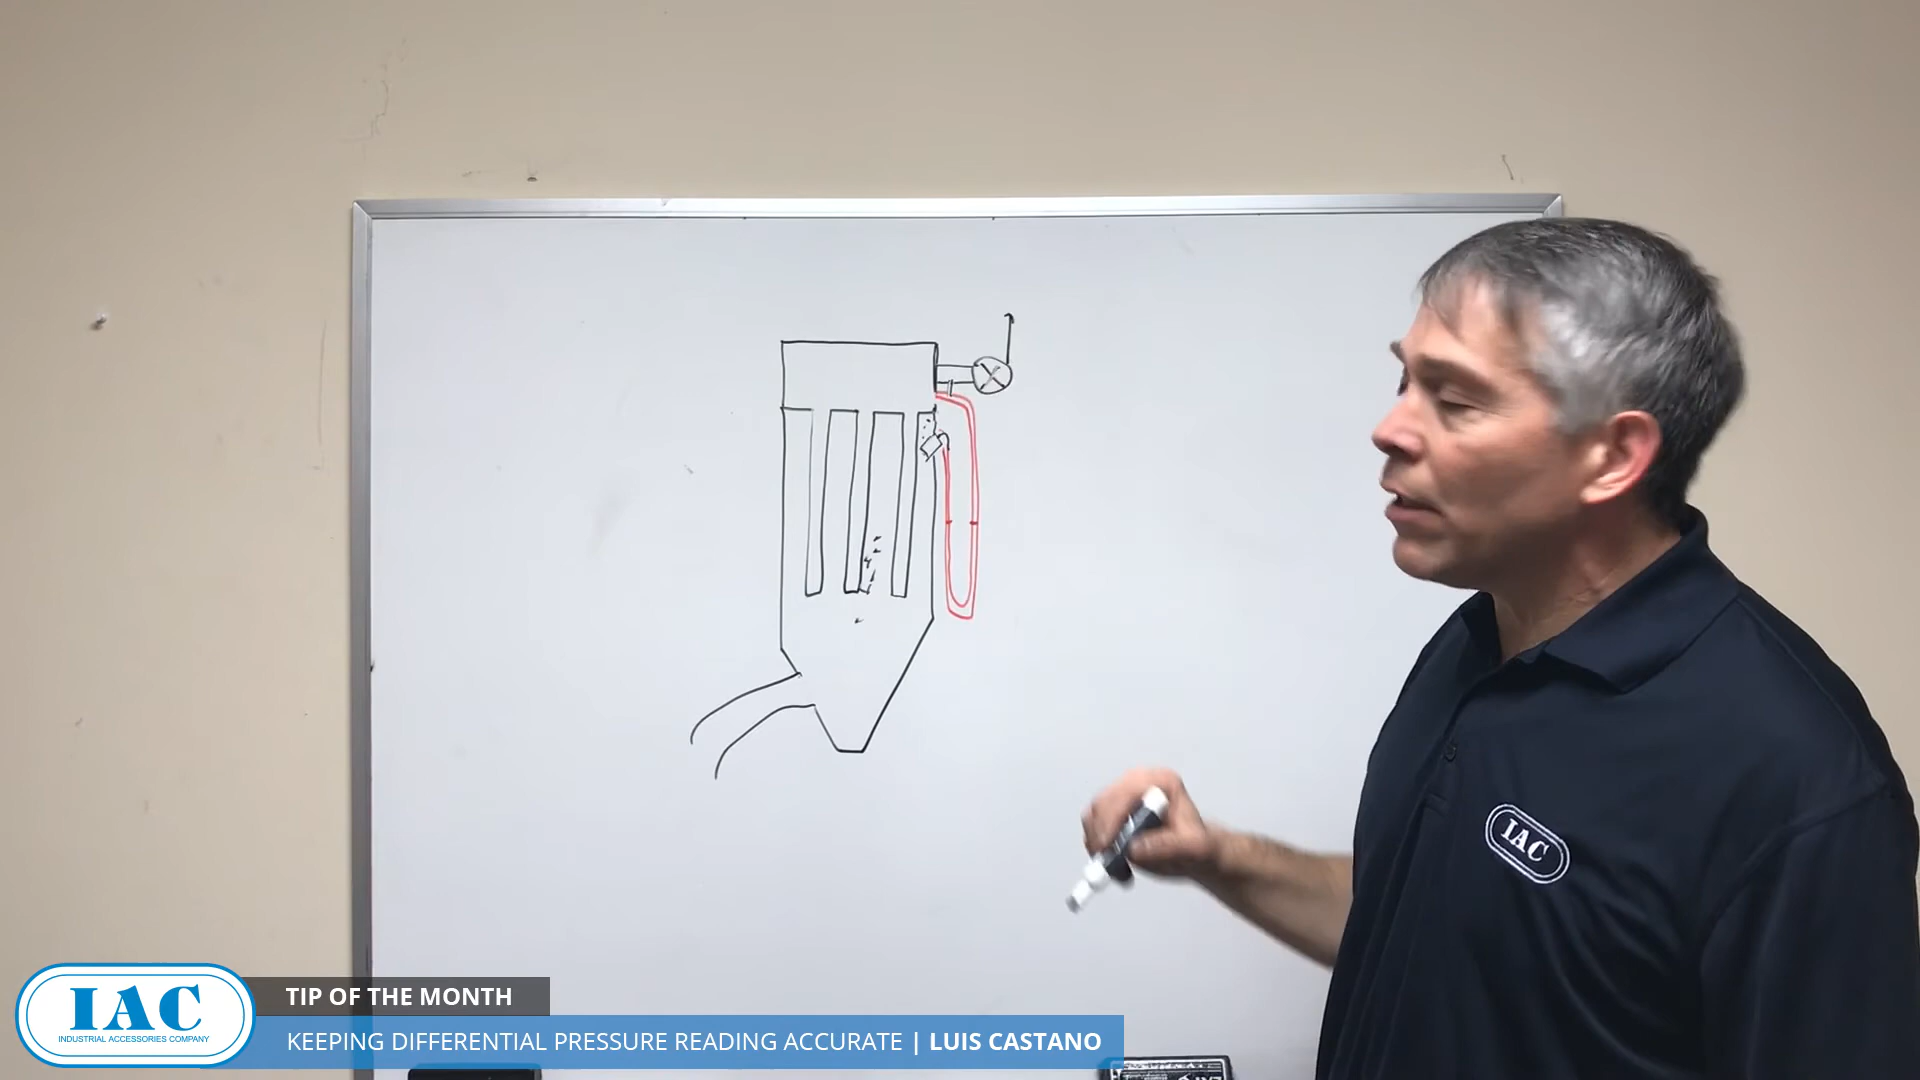 IAC
IAC
INDUSTRIAL ACCESSORIES COMPANY
TIP OF THE MONTH
KEEPING DIFFERENTIAL PRESSURE READING ACCURATE | LUIS CASTANO